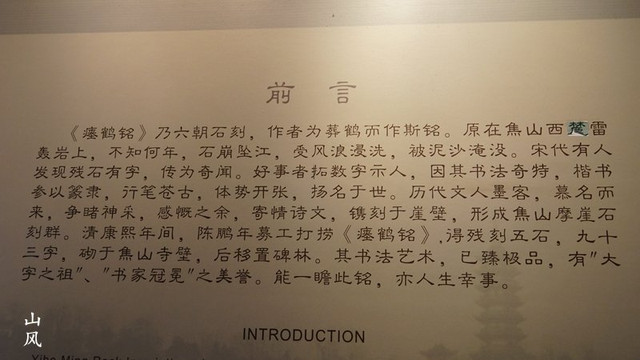 前言
《瘗鹤铭》乃六朝石刻，作者为葬鹤而作斯铭。原在焦山西麓雷
轰岩上，不知何年，石崩坠江，受风浪浸洗，被泥沙淹没。宋代有人
发现残石有字，传为奇闻。好事者拓数字示人，因其书法奇特，楷书
参以篆隶，行笔苍古，体势开张，扬名于世。历代文人墨客，慕名而
来，争睹神采，感慨之余，寄情诗文，镌刻于崖壁，形成焦山摩崖石
刻群。清康熙年间，陈鹏年募工打捞《瘗鹤铭》，得残刻五石，九十
三字，砌于焦山寺壁，后移置碑林。其书法艺术，已臻极品，有"大
字之祖"、"书家冠冕"之美誉。能一瞻此铭，亦人生幸事。
INTRODUCTION
山风